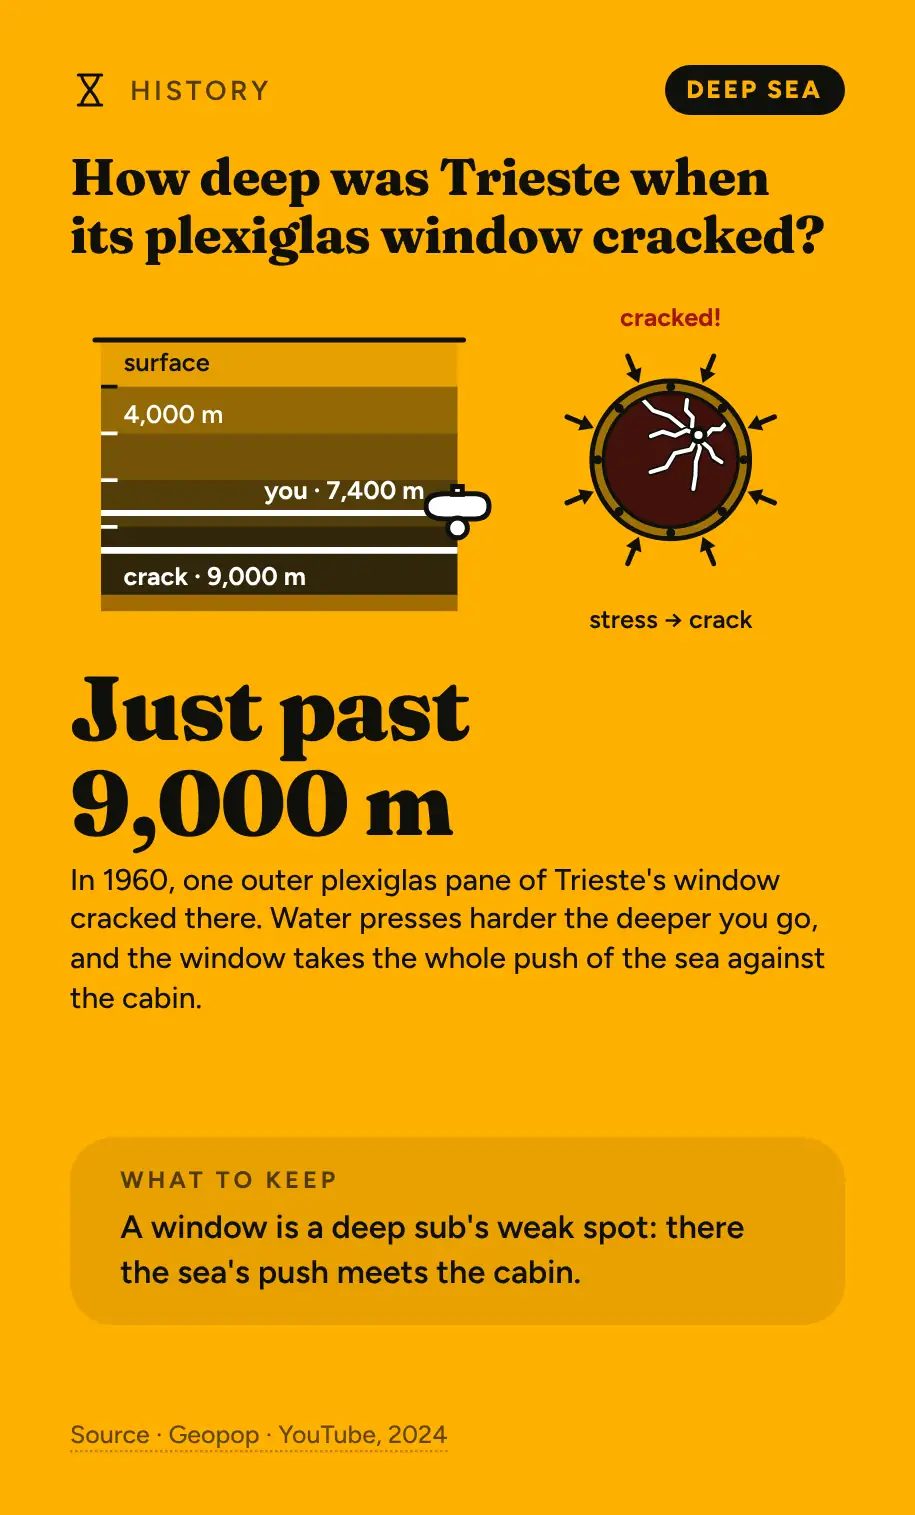 HISTORY
DEEP SEA
How deep was Trieste when
its plexiglas window cracked?
cracked!
surface
4,000 m
you · 7,400 m
crack · 9,000 m
stress → crack
Just past
9,000 m
In 1960, one outer plexiglas pane of Trieste's window
cracked there. Water presses harder the deeper you go,
and the window takes the whole push of the sea against
the cabin.
WHAT TO KEEP
A window is a deep sub's weak spot: there
the sea's push meets the cabin.
Source · Geopop · YouTube, 2024